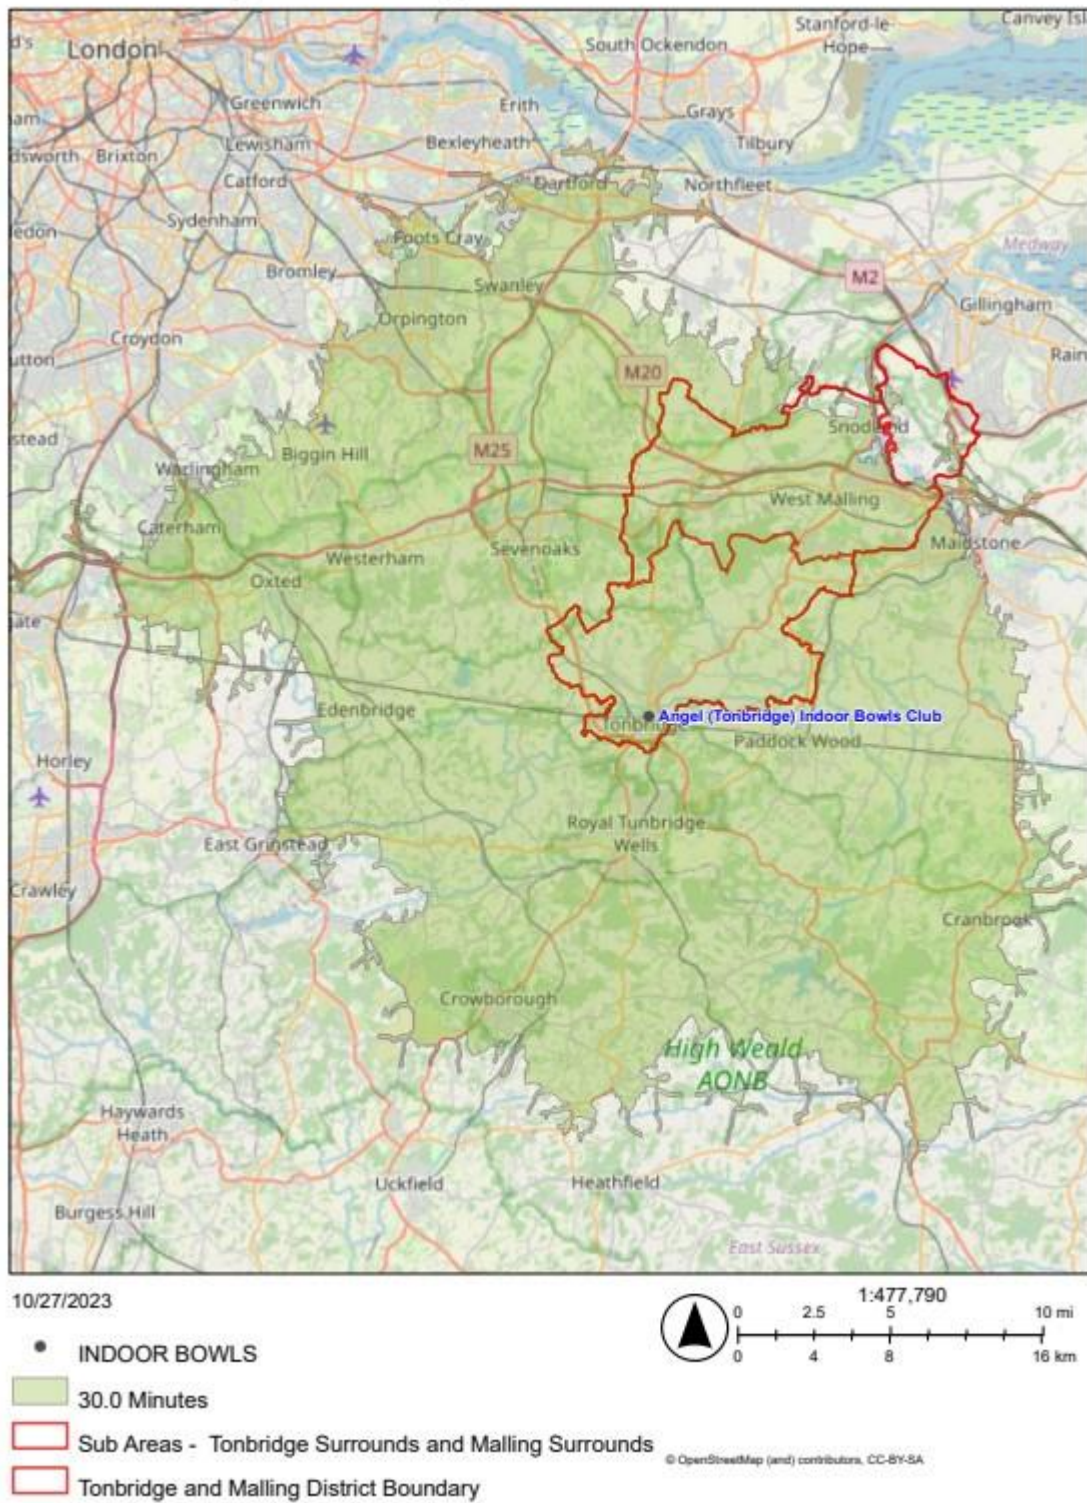 London
Stanford-le-
Hope
Canvey Isl
South Ockendon
Greenwich
Erith
Grays
Lewisham
Bexleyheath
Tilbury
dsworth
Brixton
Catford
Dartford
Northfleet
Sydenham
Foots Cray
Medway
Bromley
Swanley
M2
Gillingham
Orpington
Croydon
M20
Rain
utton
Snodland
stead
M25
Biggin Hill
Warlingham
West Malling
Caterham
Sevenoaks
Maidstone
Westerham
Oxted
gate
Edenbridge
Angel (Tonbridge) Indoor Bowls Club
Tonbridge
Paddock Wood
Horley
Royal Tunbridge
Wells
East Grinstead
Crawley
Cranbrook
Crowborough
High Weald
AONB
Haywards
Heath
Uckfield
Heathfield
Burgess Hill
East Sussex
10/27/2023
1:477,790
0 2.5 5 10 mi
0 4 8 16 km
INDOOR BOWLS
30.0 Minutes
Sub Areas - Tonbridge Surrounds and Malling Surrounds
© OpenStreetMap (and) contributors, CC-BY-SA
Tonbridge and Malling District Boundary